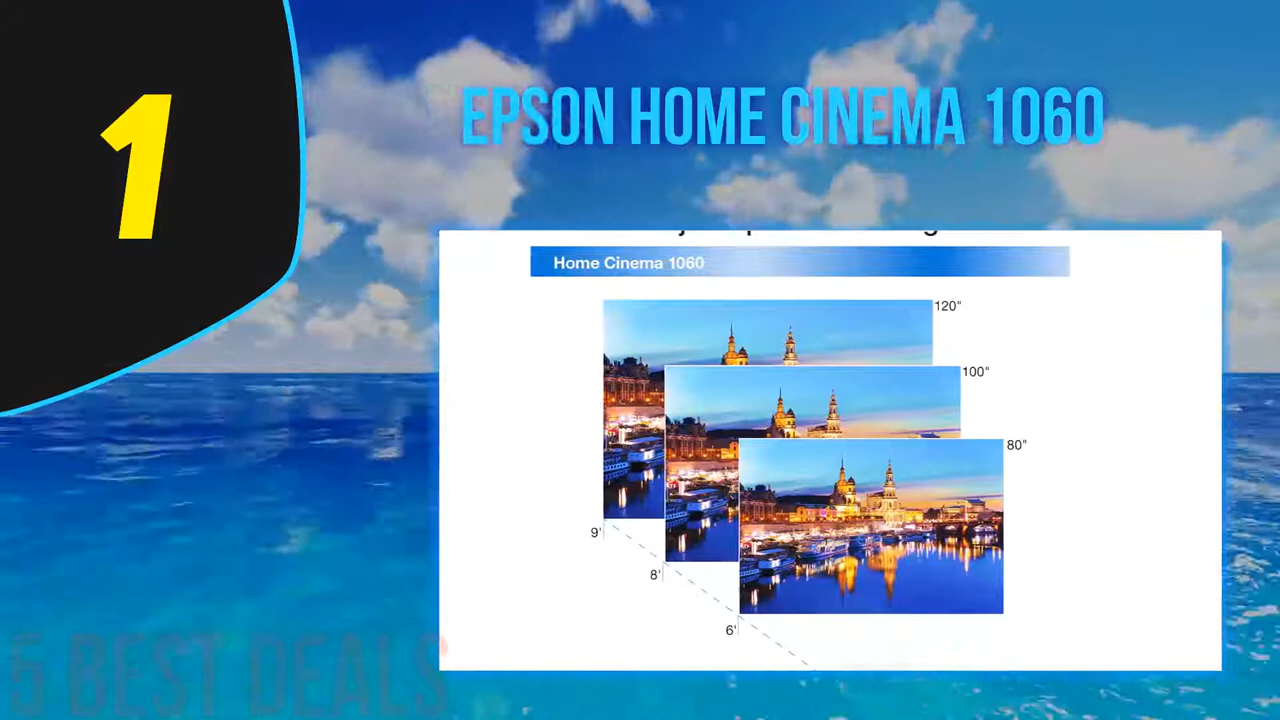 1
EPSON HOME CINEMA 1060
Home Cinema 1060
120"
100"
80"
9'
8'
6'
5 BEST DEALS